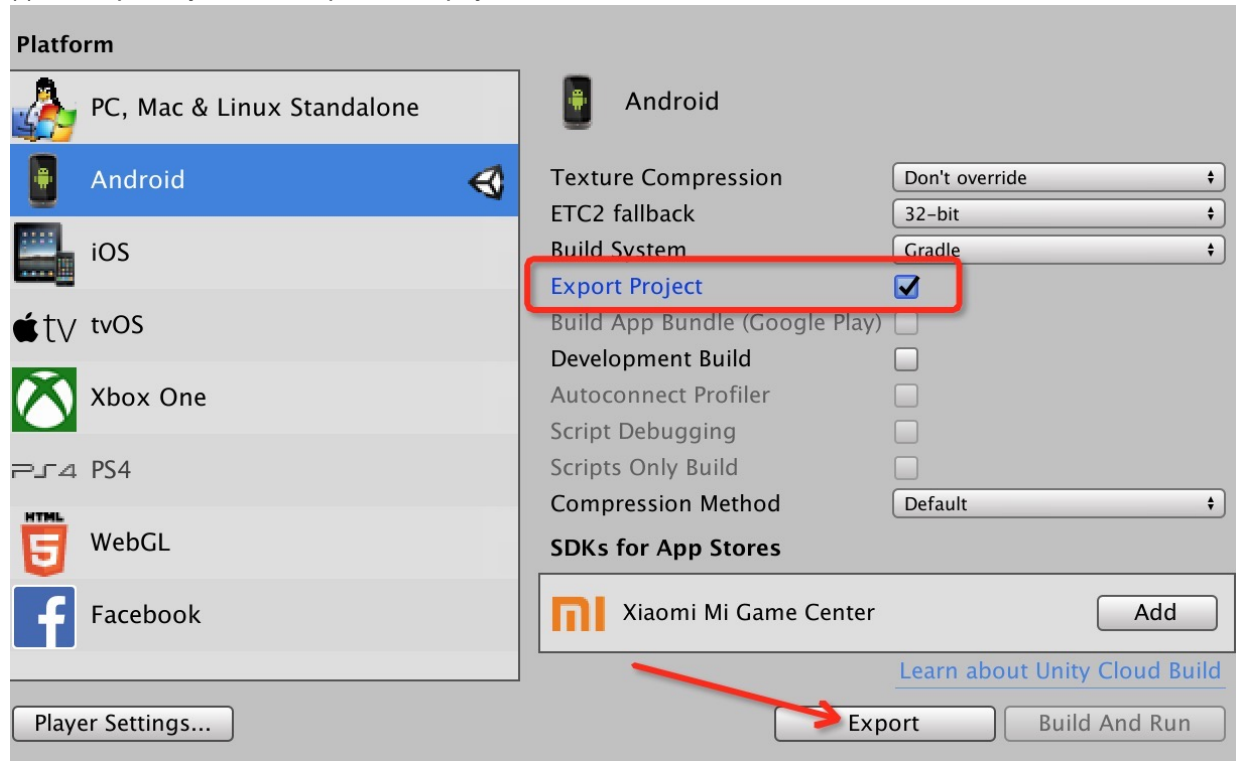 Platform
PC, Mac & Linux Standalone
Android
iOS
tv tvOS
Xbox One
PS4 PS4
HTML
5
WebGL
f
Facebook
Player Settings...
Android
Texture Compression Don't override
ETC2 fallback 32-bit
Build System Gradle
Export Project
Build App Bundle (Google Play)
Development Build
Autoconnect Profiler
Script Debugging
Scripts Only Build
Compression Method Default
SDKs for App Stores
mi Xiaomi Mi Game Center Add
Learn about Unity Cloud Build
Export Build And Run